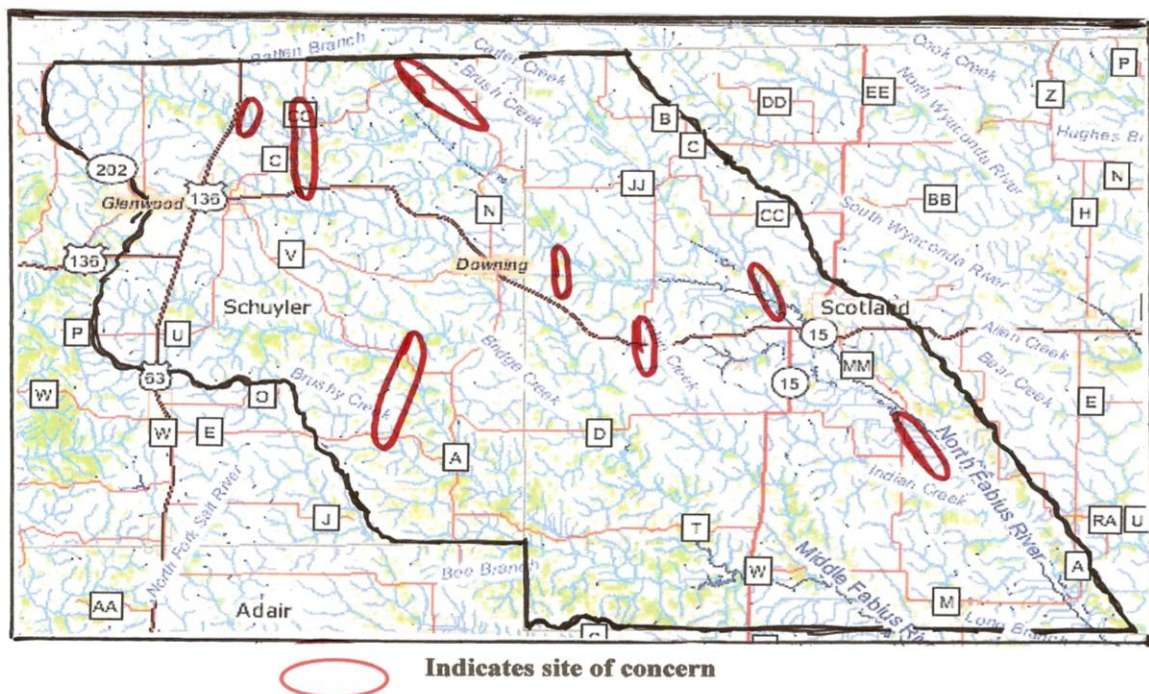 Batten Branch
Carter Creek
Brush Creek
Cook Creek
P
EE
Z
DD
CC
B
North Wyaconda River
Hughes Br
C
C
202
JJ
N
Glenwood
136
N
CC
BB
H
South Wyaconda River
V
136
Downing
Schuyler
Scotland
P
U
15
Allen Creek
Bridge Creek
Creek
MM
Bear Creek
63
15
Brushy Creek
W
O
E
W
E
D
North Fabius River
A
Indian Creek
North Fork Salt River
J
T
RA
U
Middle Fabius Ri
Bee Branch
W
A
AA
Adair
M
Long Branch
Indicates site of concern